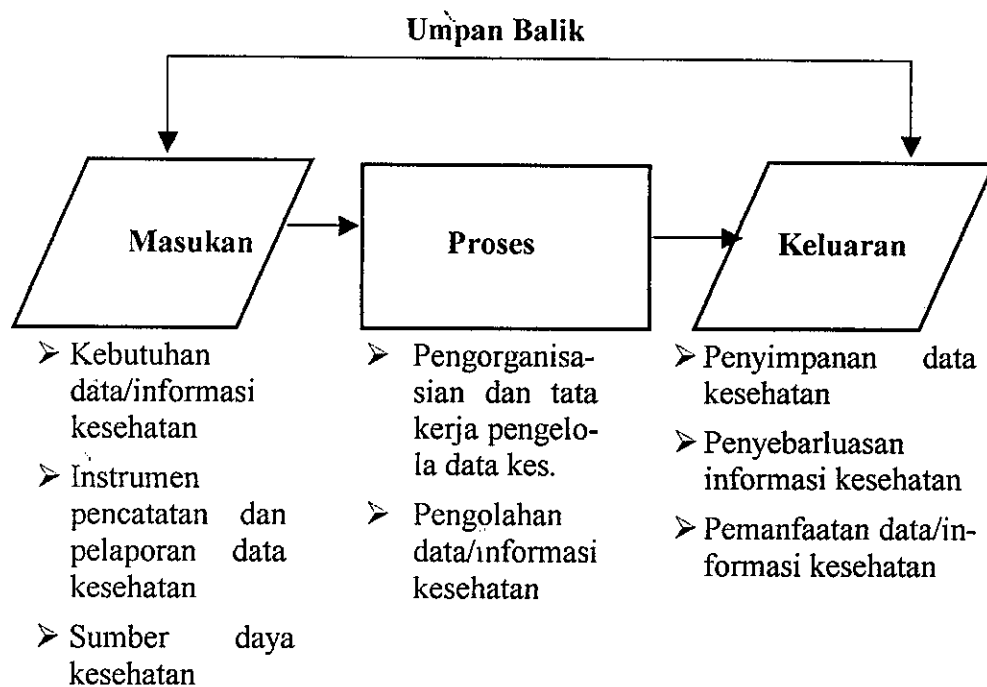 Umpan Balik
Masukan
Proses
Keluaran
➢ Kebutuhan
data/informasi
kesehatan
➢ Instrumen
pencatatan dan
pelaporan data
kesehatan
➢ Sumber daya
kesehatan
➢ Pengorganisa-
sian dan tata
kerja pengelo-
la data kes.
➢ Pengolahan
data/informasi
kesehatan
➢ Penyimpanan data
kesehatan
➢ Penyebarluasan
informasi kesehatan
➢ Pemanfaatan data/in-
formasi kesehatan